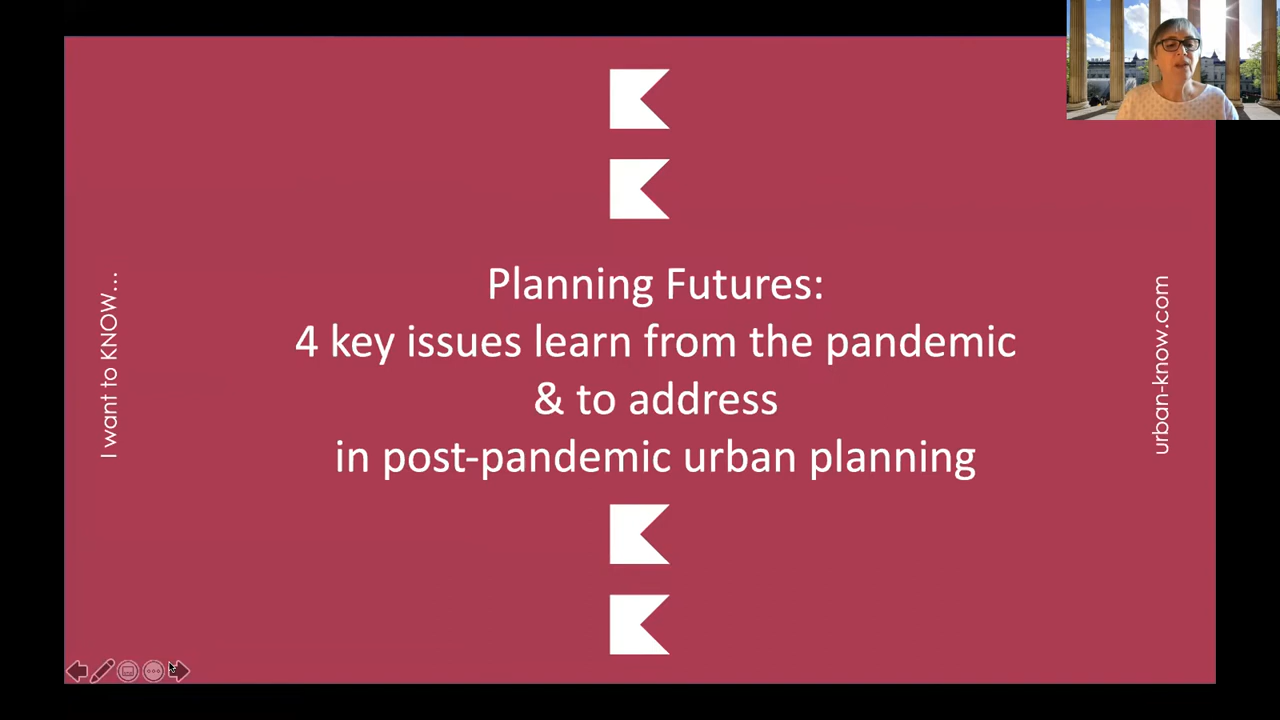 I want to KNOW...
Planning Futures:
4 key issues learn from the pandemic
& to address
in post-pandemic urban planning
urban-know.com